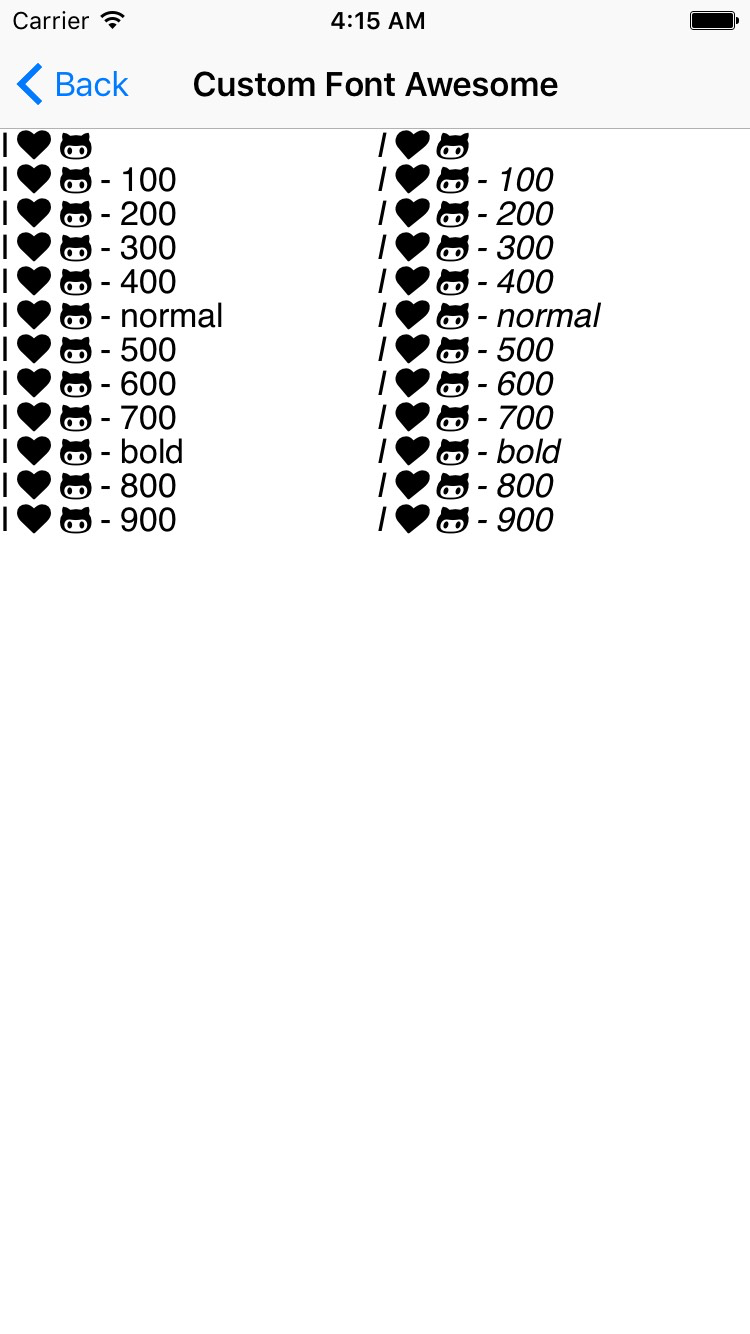 Carrier 4:15 AM
Back Custom Font Awesome
I ♥ I ♥
I ♥ - 100 I ♥ - 100
I ♥ - 200 I ♥ - 200
I ♥ - 300 I ♥ - 300
I ♥ - 400 I ♥ - 400
I ♥ - normal I ♥ - normal
I ♥ - 500 I ♥ - 500
I ♥ - 600 I ♥ - 600
I ♥ - 700 I ♥ - 700
I ♥ - bold I ♥ - bold
I ♥ - 800 I ♥ - 800
I ♥ - 900 I ♥ - 900